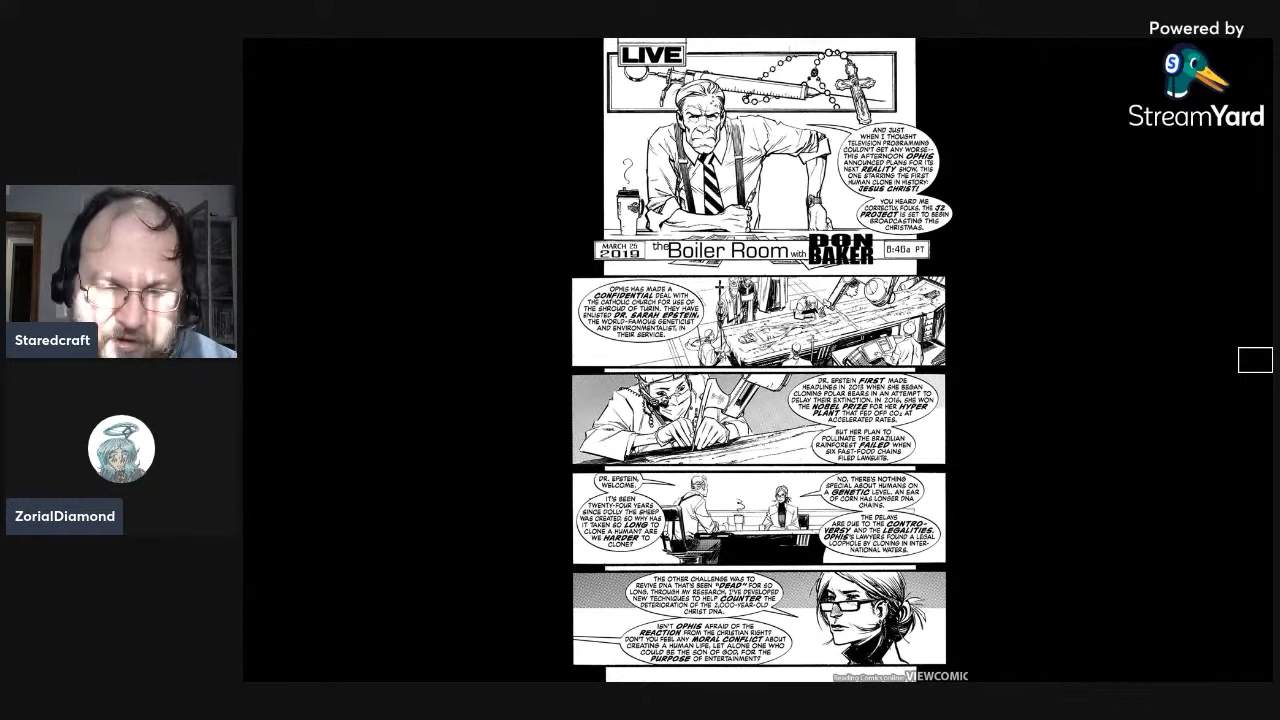 Powered by
StreamYard
Staredcraft
ZorialDiamond
LIVE
AND JUST
WHEN I THOUGHT
TELEVISION PROGRAMMING
COULDN'T GET ANY WORSE--
THIS AFTERNOON OPHIS
ANNOUNCED PLANS FOR ITS
NEXT REALITY SHOW, THIS
ONE STARRING THE FIRST
HUMAN CLONE IN HISTORY:
JESUS CHRIST!
YOU HEARD ME
CORRECTLY, FOLKS. THE J2
PROJECT IS SET TO BEGIN
BROADCASTING THIS
CHRISTMAS.
MARCH 25
2019
the Boiler Room with
DON
BAKER
8:48a PT
OPHIS HAS MADE A
CONFIDENTIAL DEAL WITH
THE CATHOLIC CHURCH FOR USE OF
THE SHROUD OF TURIN. THEY HAVE
ENLISTED DR. SARAH EPSTEIN,
THE WORLD-FAMOUS GENETICIST
AND ENVIRONMENTALIST, IN
THEIR SERVICE.
DR. EPSTEIN FIRST MADE
HEADLINES IN 2013 WHEN SHE BEGAN
CLONING POLAR BEARS IN AN ATTEMPT TO
DELAY THEIR EXTINCTION. IN 2016, SHE WON
THE NOBEL PRIZE FOR HER HYPER
PLANT THAT FED OFF CO2 AT
ACCELERATED RATES.
BUT HER PLAN TO
POLLINATE THE BRAZILIAN
RAINFOREST FAILED WHEN
SIX FAST-FOOD CHAINS
FILED LAWSUITS.
DR. EPSTEIN,
WELCOME.
IT'S BEEN
TWENTY-FOUR YEARS
SINCE DOLLY THE SHEEP
WAS CREATED. SO WHY HAS
IT TAKEN SO LONG TO
CLONE A HUMAN? ARE
WE HARDER TO
CLONE?
NO, THERE'S NOTHING
SPECIAL ABOUT HUMANS ON
A GENETIC LEVEL. AN EAR
OF CORN HAS LONGER DNA
CHAINS.
THE DELAYS
ARE DUE TO THE CONTRO-
VERSY AND THE LEGALITIES.
OPHIS'S LAWYERS FOUND A LEGAL
LOOPHOLE BY CLONING IN INTER-
NATIONAL WATERS.
THE OTHER CHALLENGE WAS TO
REVIVE DNA THAT'S BEEN "DEAD" FOR SO
LONG. THROUGH MY RESEARCH, I'VE DEVELOPED
NEW TECHNIQUES TO HELP COUNTER THE
DETERIORATION OF THE 2,000-YEAR-OLD
CHRIST DNA.
ISN'T OPHIS AFRAID OF THE
REACTION FROM THE CHRISTIAN RIGHT?
DON'T YOU FEEL ANY MORAL CONFLICT ABOUT
CREATING A HUMAN LIFE, LET ALONE ONE WHO
COULD BE THE SON OF GOD, FOR THE
PURPOSE OF ENTERTAINMENT?
Reading Comics online VIEWCOMIC